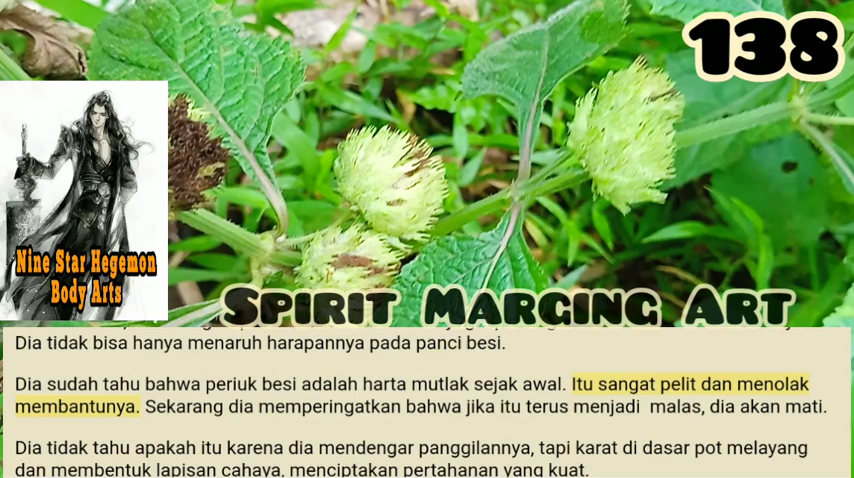 138
Nine Star Hegemon
Body Arts
Spirit Marging Art
Dia tidak bisa hanya menaruh harapannya pada panci besi.
Dia sudah tahu bahwa periuk besi adalah harta mutlak sejak awal. Itu sangat pelit dan menolak
membantunya. Sekarang dia memperingatkan bahwa jika itu terus menjadi malas, dia akan mati.
Dia tidak tahu apakah itu karena dia mendengar panggilannya, tapi karat di dasar pot melayang
dan membentuk lapisan cahaya, menciptakan pertahanan yang kuat.